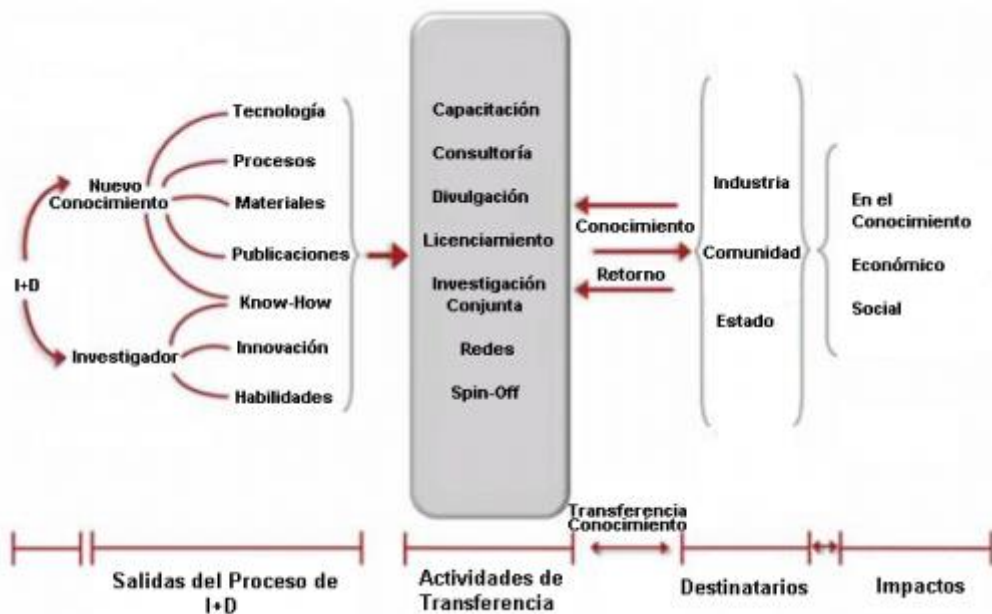 I+D
Nuevo
Conocimiento
Investigador
Tecnología
Procesos
Materiales
Publicaciones
Know-How
Innovación
Habilidades
Capacitación
Consultoría
Divulgación
Licenciamiento
Investigación
Conjunta
Redes
Spin-Off
Conocimiento
Retorno
Industria
Comunidad
Estado
En el
Conocimiento
Económico
Social
Salidas del Proceso de
I+D
Actividades de
Transferencia
Transferencia
Conocimiento
Destinatarios
Impactos